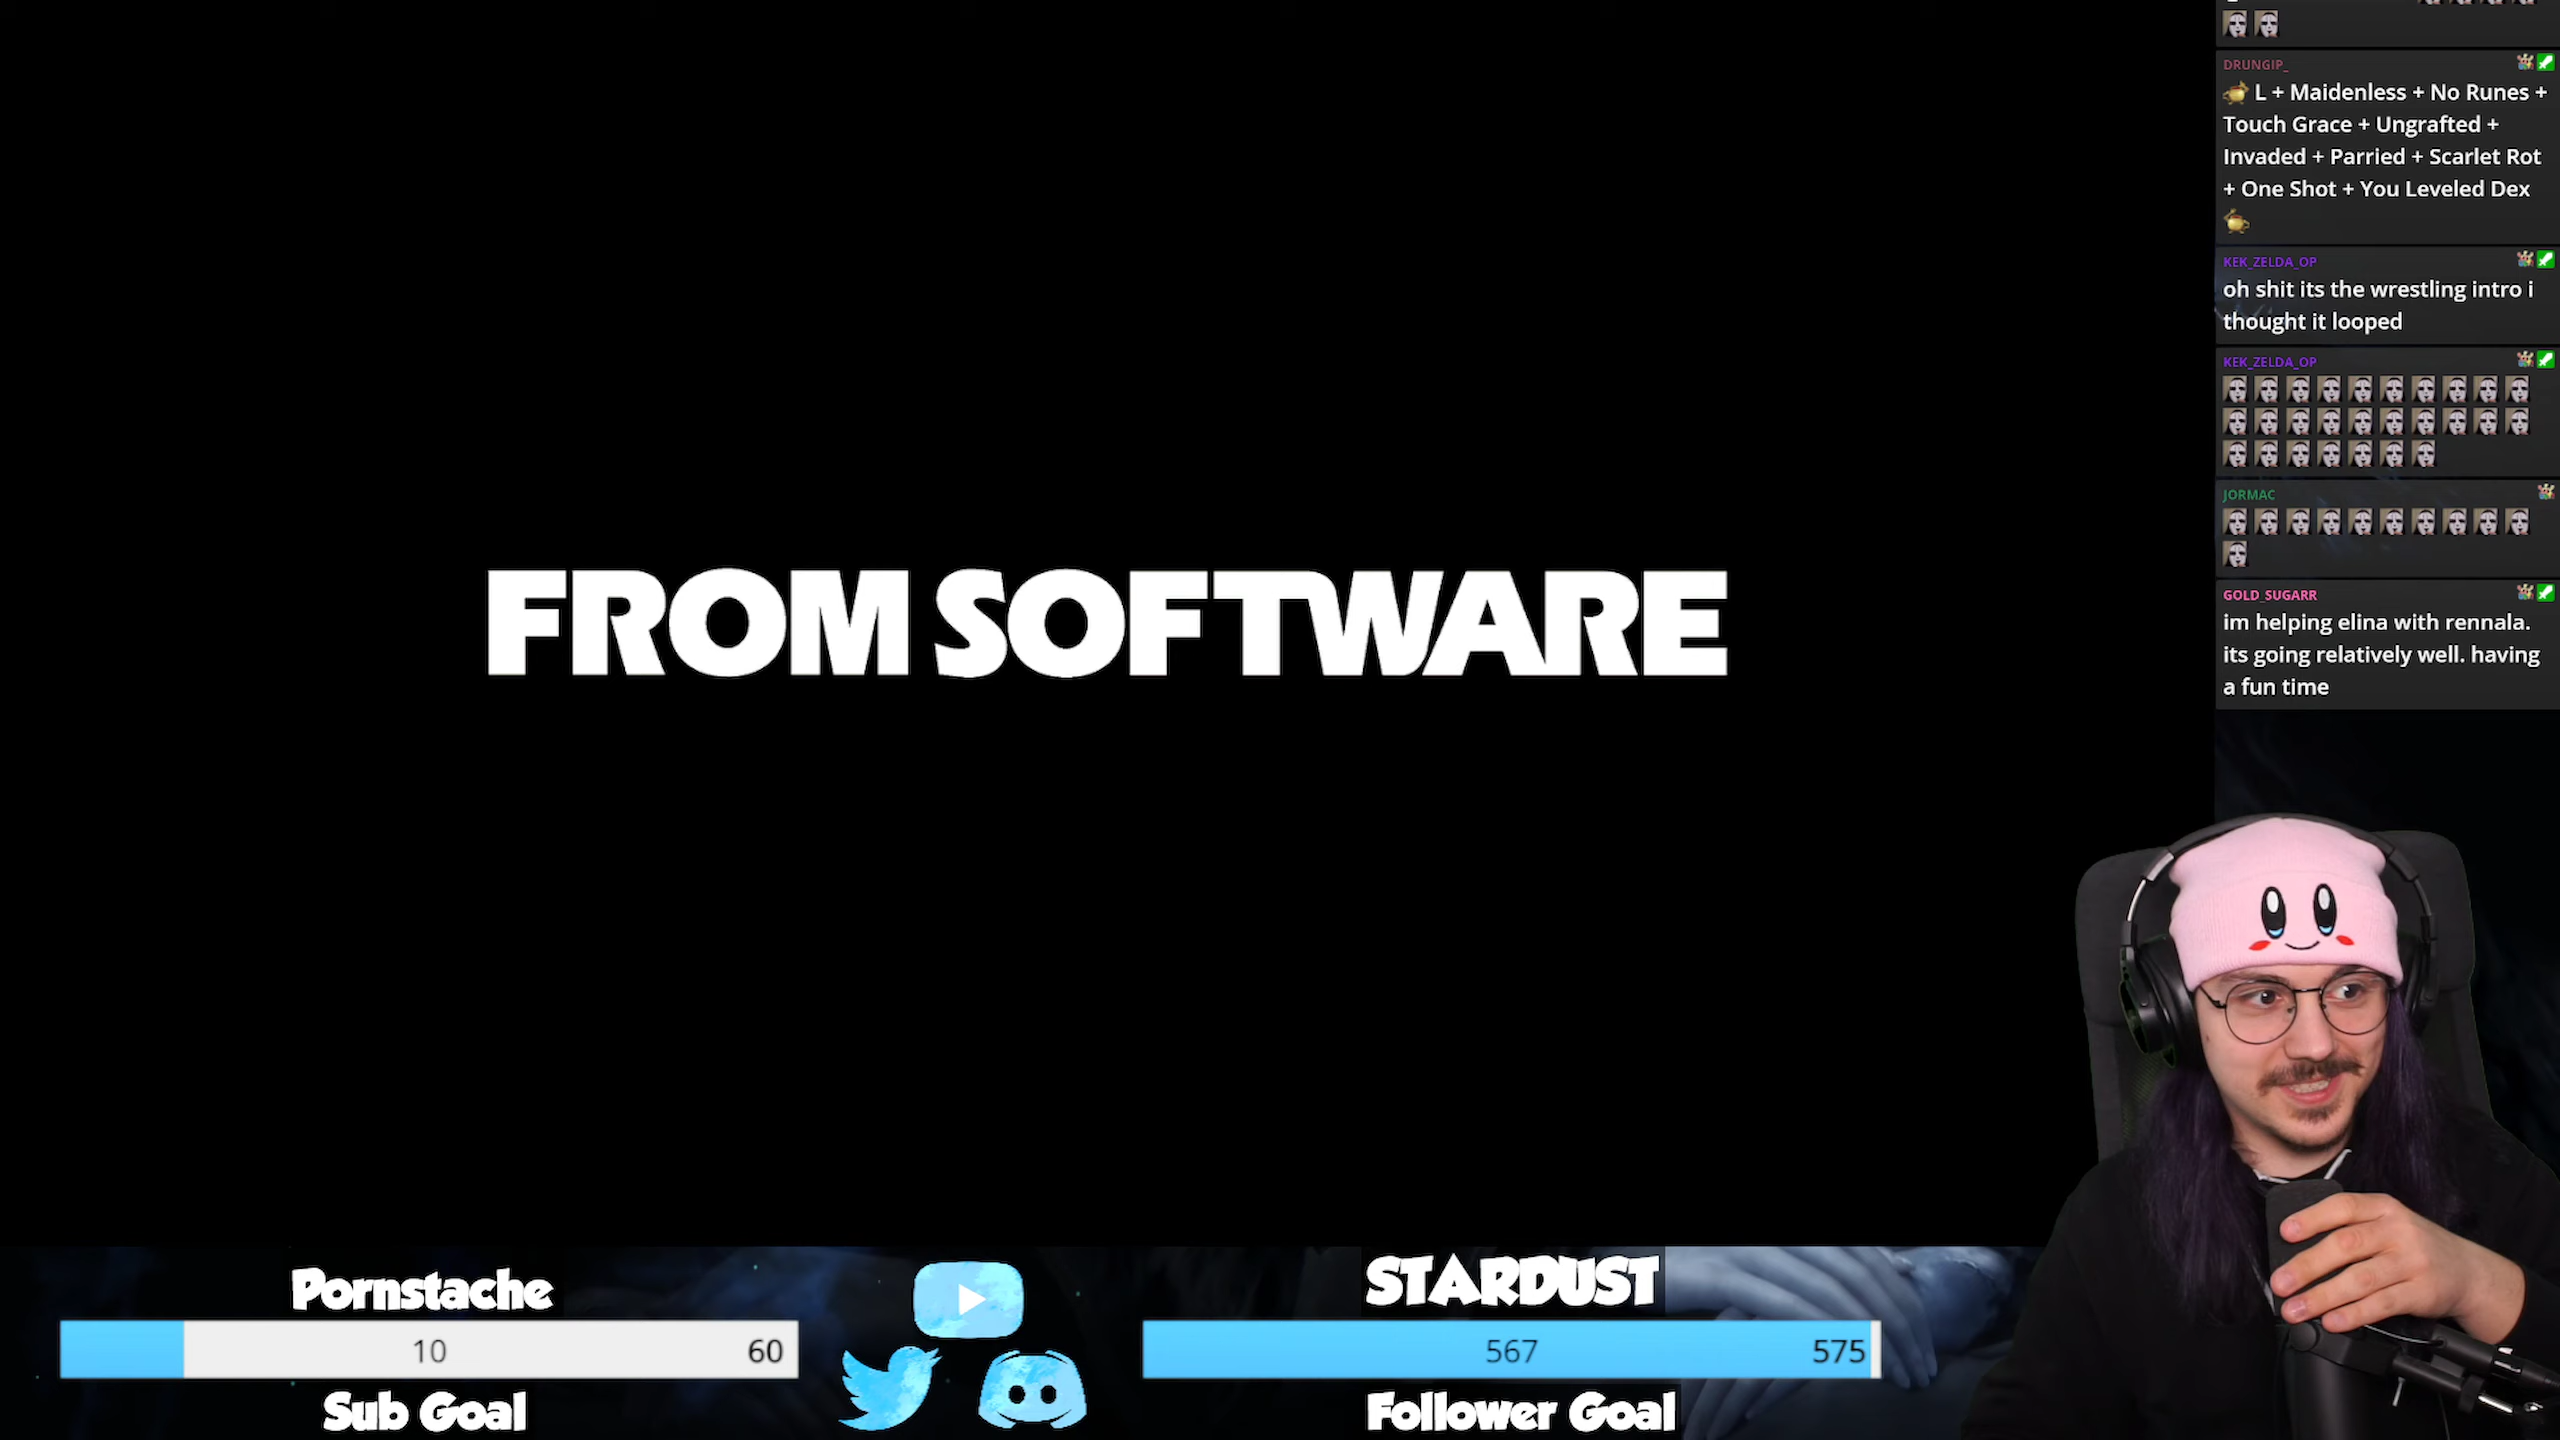 FROM SOFTWARE
DRUNGIP_
L + Maidenless + No Runes +
Touch Grace + Ungrafted +
Invaded + Parried + Scarlet Rot
+ One Shot + You Leveled Dex
KEK_ZELDA_OP
oh shit its the wrestling intro i
thought it looped
KEK_ZELDA_OP
JORMAC
GOLD_SUGARR
im helping elina with rennala.
its going relatively well. having
a fun time
Pornstache
10
60
Sub Goal
STARDUST
567
575
Follower Goal